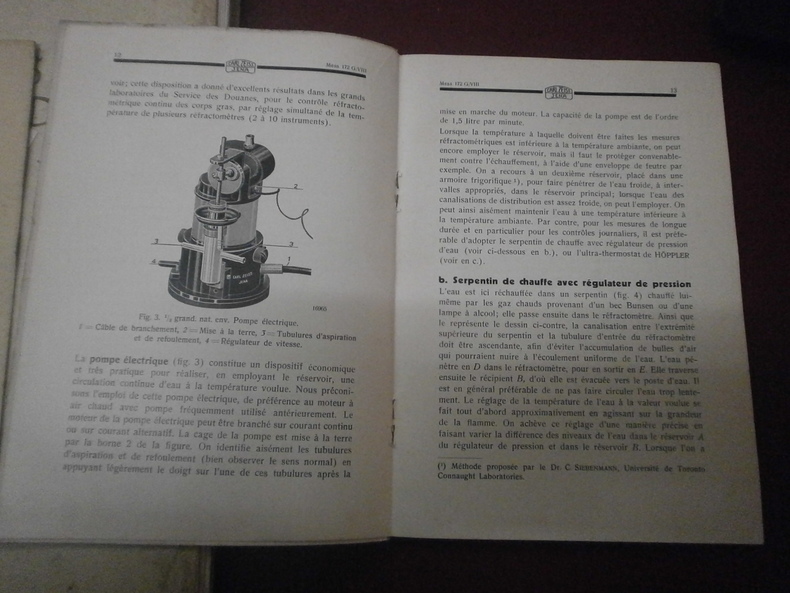 22
CARL ZEISS
JENA
Mess 172 G/VIII
voir; cette disposition a donné d'excellents résultats dans les grands
laboratoires du Service des Douanes, pour le contrôle réfracto-
métrique continu des corps gras, par réglage simultané de la tem-
pérature de plusieurs réfractomètres (2 à 10 instruments).
2
3
3
4
1
CARL ZEISS
JENA
Fig. 3. grand. nat. env. Pompe électrique.
1 = Câble de branchement, 2 = Mise à la terre, 3 = Tubulures d'aspiration
et de refoulement, 4 = Régulateur de vitesse.
La pompe électrique (fig. 3) constitue un dispositif économique
et très pratique pour réaliser, en employant le réservoir, une
circulation continue d'eau à la température voulue. Nous préconi-
sons l'emploi de cette pompe électrique, de préférence au moteur à
air chaud avec pompe fréquemment utilisé antérieurement. Le
moteur de la pompe électrique peut être branché sur courant continu
ou sur courant alternatif. La cage de la pompe est mise à la terre
par la borne 2 de la figure. On identifie aisément les tubulures
d'aspiration et de refoulement (bien observer le sens normal) en
appuyant légèrement le doigt sur l'une de ces tubulures après la
Mess 172 G/VIII
CARL ZEISS
JENA
23
mise en marche du moteur. La capacité de la pompe est de l'ordre
de 1,5 litre par minute.
Lorsque la température à laquelle doivent être faites les mesures
réfractométriques est inférieure à la température ambiante, on peut
encore employer le réservoir, mais il faut le protéger convenable-
ment contre l'échauffement, à l'aide d'une enveloppe de feutre par
exemple. On a recours à un deuxième réservoir, placé dans une
armoire frigorifique ¹), pour faire pénétrer de l'eau froide, à inter-
valles appropriés, dans le réservoir principal; lorsque l'eau des
canalisations de distribution est assez froide, on peut l'employer. On
peut ainsi aisément maintenir l'eau à une température inférieure à
la température ambiante. Par contre, pour les mesures de longue
durée et en particulier pour les contrôles journaliers, il est préfé-
rable d'adopter le serpentin de chauffe avec régulateur de pression
d'eau (voir ci-dessous en b.), ou l'ultra-thermostat de HÖPPLER
(voir en c.).
b. Serpentin de chauffe avec régulateur de pression
L'eau est ici réchauffée dans un serpentin (fig. 4) chauffé lui-
même par les gaz chauds provenant d'un bec Bunsen ou d'une
lampe à alcool; elle passe ensuite dans le réfractomètre. Ainsi que
le représente le dessin ci-contre, la canalisation entre l'extrémité
supérieure du serpentin et la tubulure d'entrée du réfractomètre
doit être ascendante, afin d'éviter l'accumulation de bulles d'air
qui pourraient nuire à l'écoulement uniforme de l'eau. L'eau pé-
nètre en D dans le réfractomètre, pour en sortir en E. Elle traverse
ensuite le récipient B, d'où elle est évacuée vers le poste d'eau. Il
est en général préférable de ne pas faire circuler l'eau trop lente-
ment. Le réglage de la température de l'eau à la valeur voulue se
fait tout d'abord approximativement en agissant sur la grandeur
de la flamme. On achève ce réglage d'une manière précise en
faisant varier la différence des niveaux de l'eau dans le réservoir A
du régulateur de pression et dans le réservoir B. Lorsque l'on a
(¹) Méthode proposée par le Dr. C. SIEBENMANN, Université de Toronto
Connaught Laboratories.